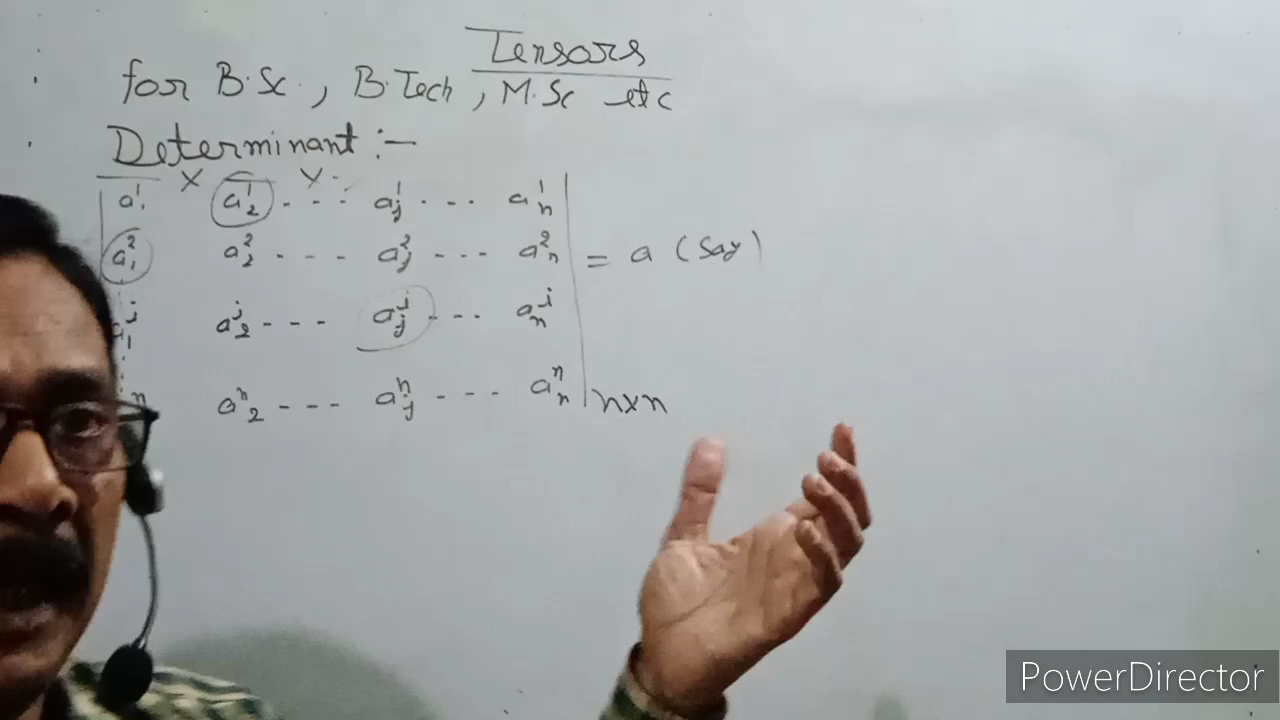 Tensors
for B.Sc., B.Tech, M.Sc etc
Determinant :-
x y
a¹₁ a¹₂ --- a¹ⱼ --- a¹ₙ
a²₁ a²₂ --- a²ⱼ --- a²ₙ = a (Say)
aⁱ₁ aⁱ₂ --- aⁱⱼ --- aⁱₙ
n aⁿ₂ --- aⁿⱼ --- aⁿₙ n×n
PowerDirector